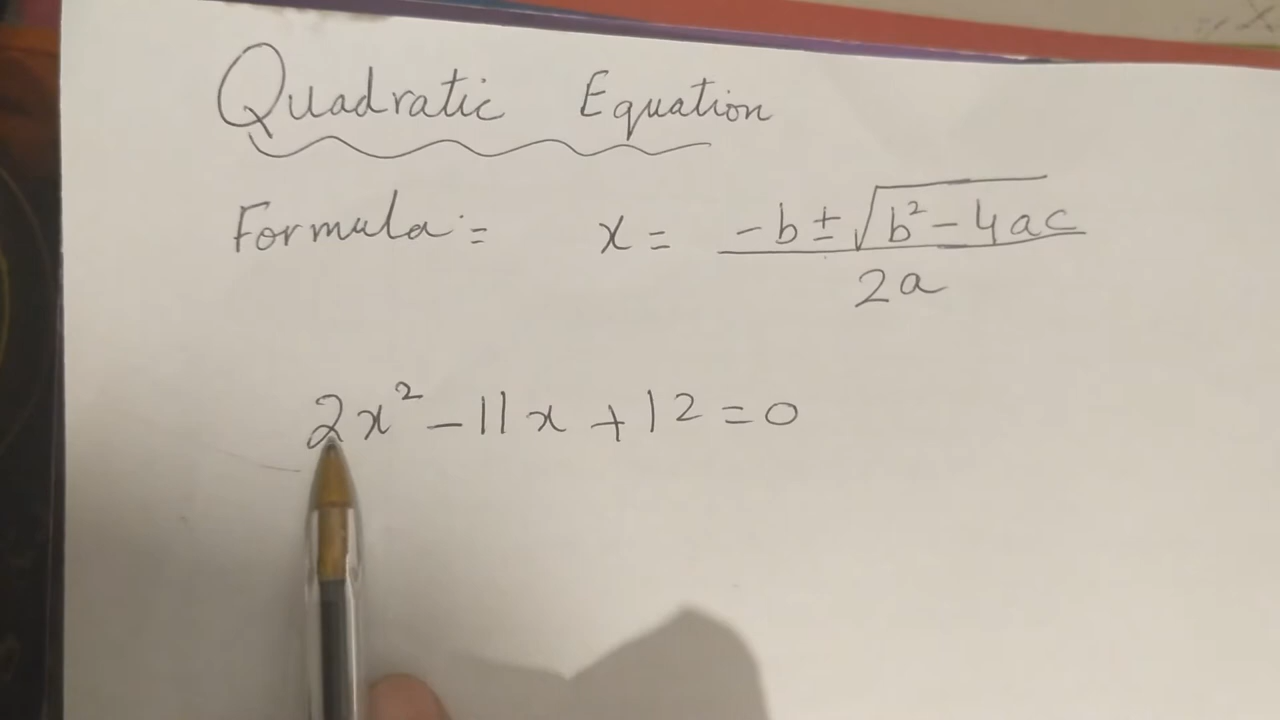 Quadratic Equation
Formula:= x = -b ± √b² - 4ac / 2a
2x² - 11x + 12 = 0